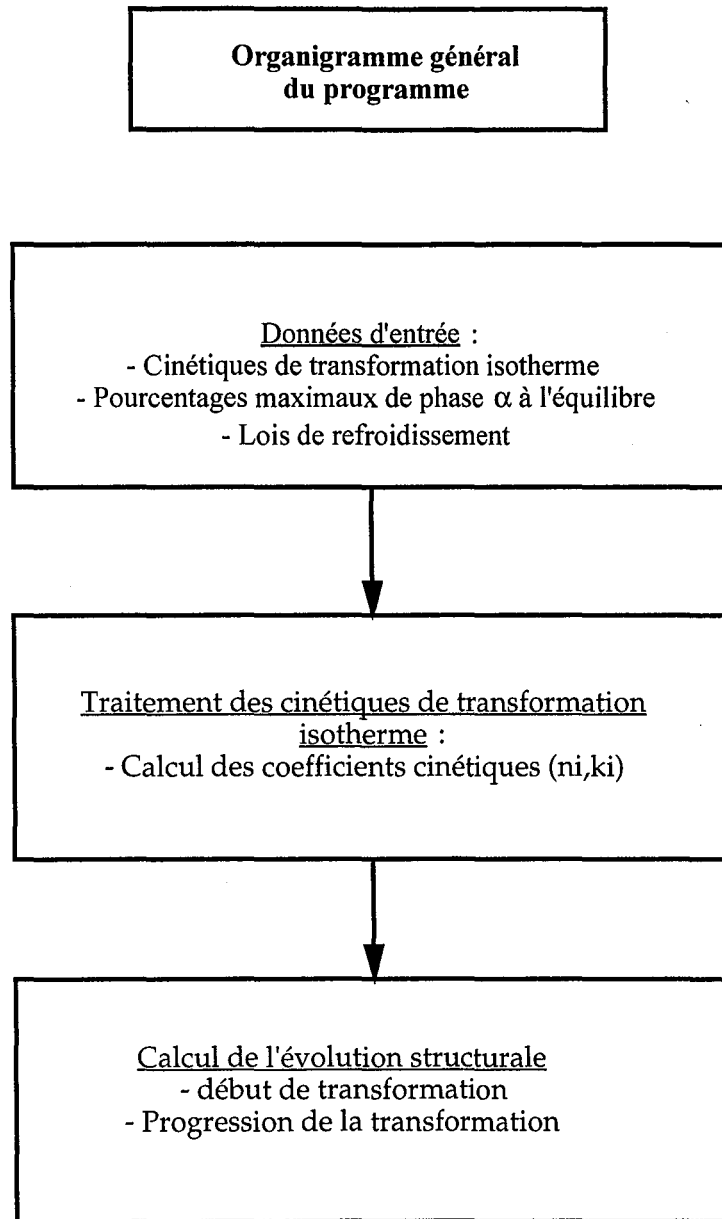 Organigramme général
du programme
Données d'entrée :
- Cinétiques de transformation isotherme
- Pourcentages maximaux de phase α à l'équilibre
- Lois de refroidissement
Traitement des cinétiques de transformation
isotherme :
- Calcul des coefficients cinétiques (ni,ki)
Calcul de l'évolution structurale
- début de transformation
- Progression de la transformation